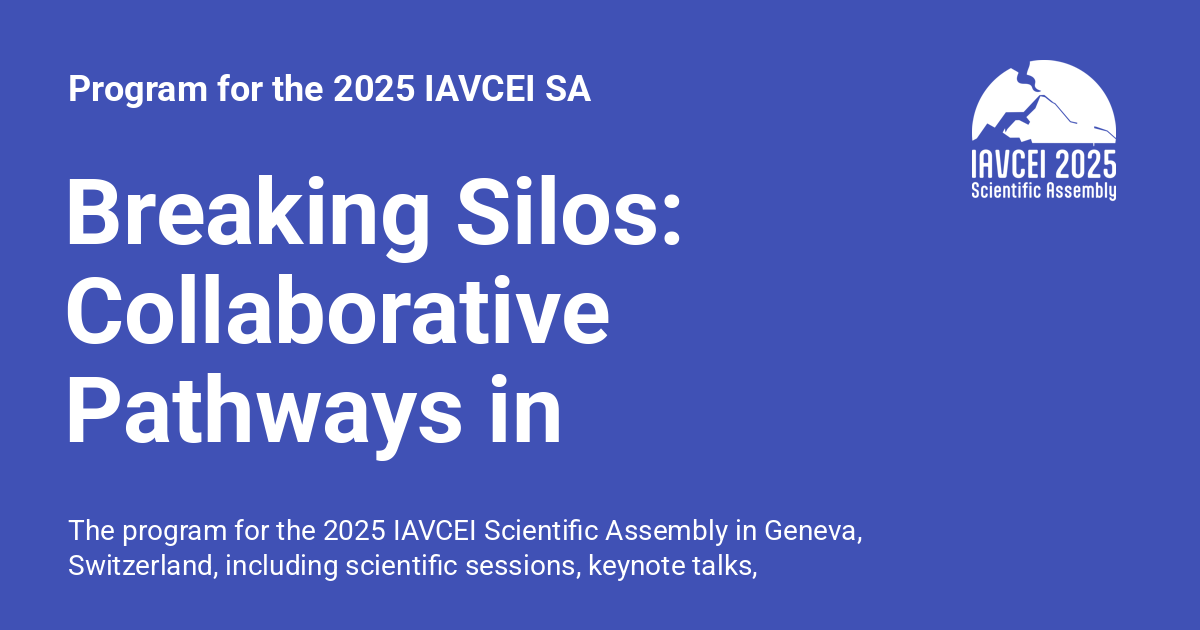 Program for the 2025 IAVCEI SA
IAVCEI 2025
Scientific Assembly
Breaking Silos:
Collaborative
Pathways in
The program for the 2025 IAVCEI Scientific Assembly in Geneva,
Switzerland, including scientific sessions, keynote talks,